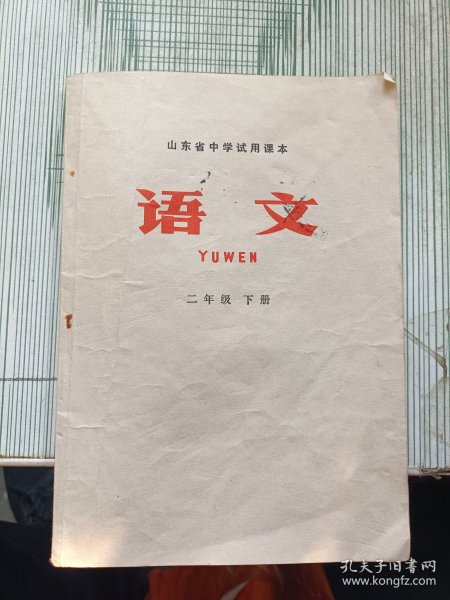 山东省中学试用课本
语文
YUWEN
二年级 下册
孔夫子旧书网
www.kongfz.com